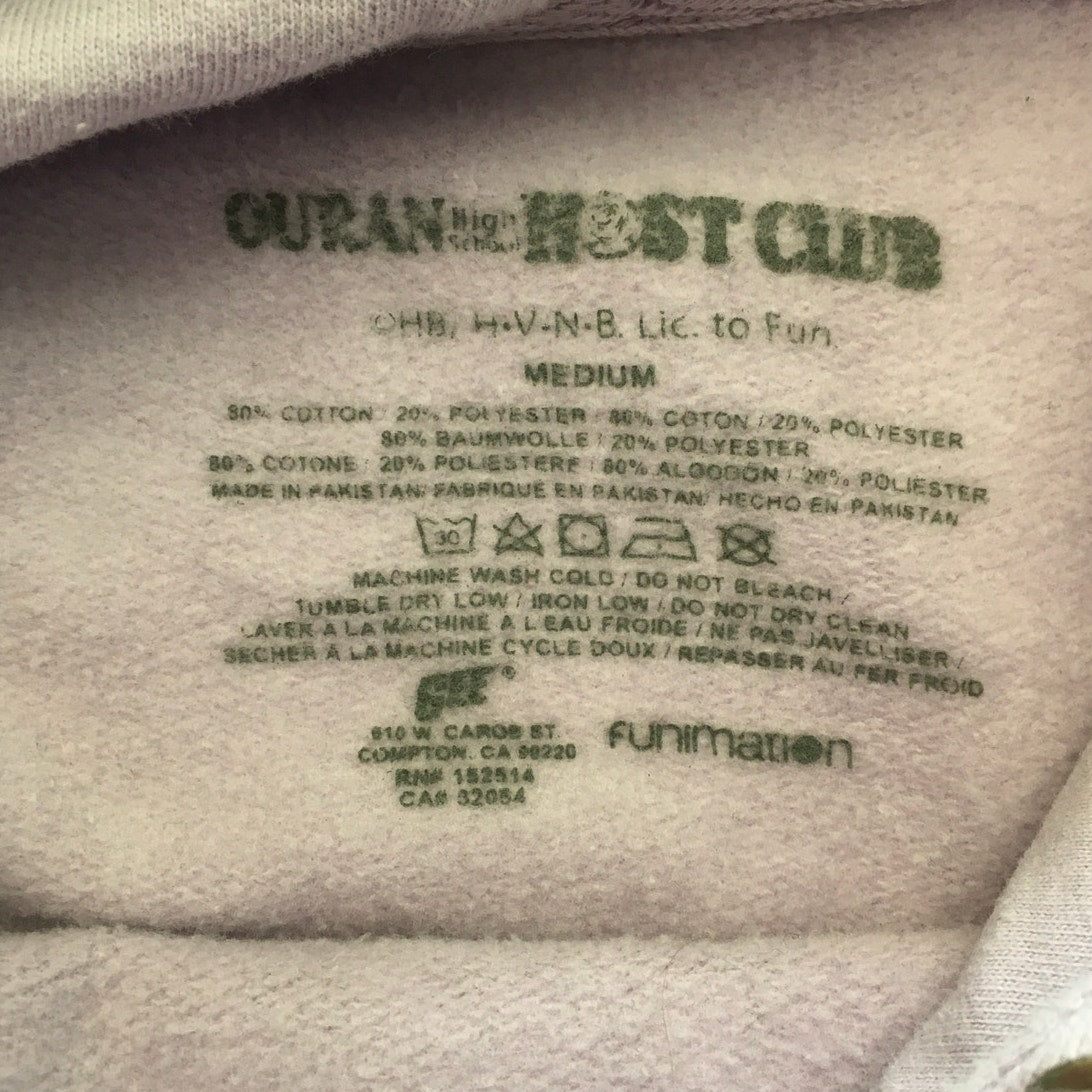 OURAN High School HOST CLUB
©HB, H•V•N•B. Lic. to Fun.
MEDIUM
80% COTTON / 20% POLYESTER / 80% COTON / 20% POLYESTER
80% BAUMWOLLE / 20% POLYESTER
80% COTONE / 20% POLIESTERE / 80% ALGODON / 20% POLIESTER
MADE IN PAKISTAN/ FABRIQUÉ EN PAKISTAN/ HECHO EN PAKISTAN
30
MACHINE WASH COLD / DO NOT BLEACH /
TUMBLE DRY LOW / IRON LOW / DO NOT DRY CLEAN
LAVER À LA MACHINE À L'EAU FROIDE / NE PAS JAVELLISER /
SÉCHER À LA MACHINE CYCLE DOUX / REPASSER AU FER FROID
®
610 W. CAROB ST.
COMPTON, CA 90220
RN# 152514
CA# 32054
FUNIMATION